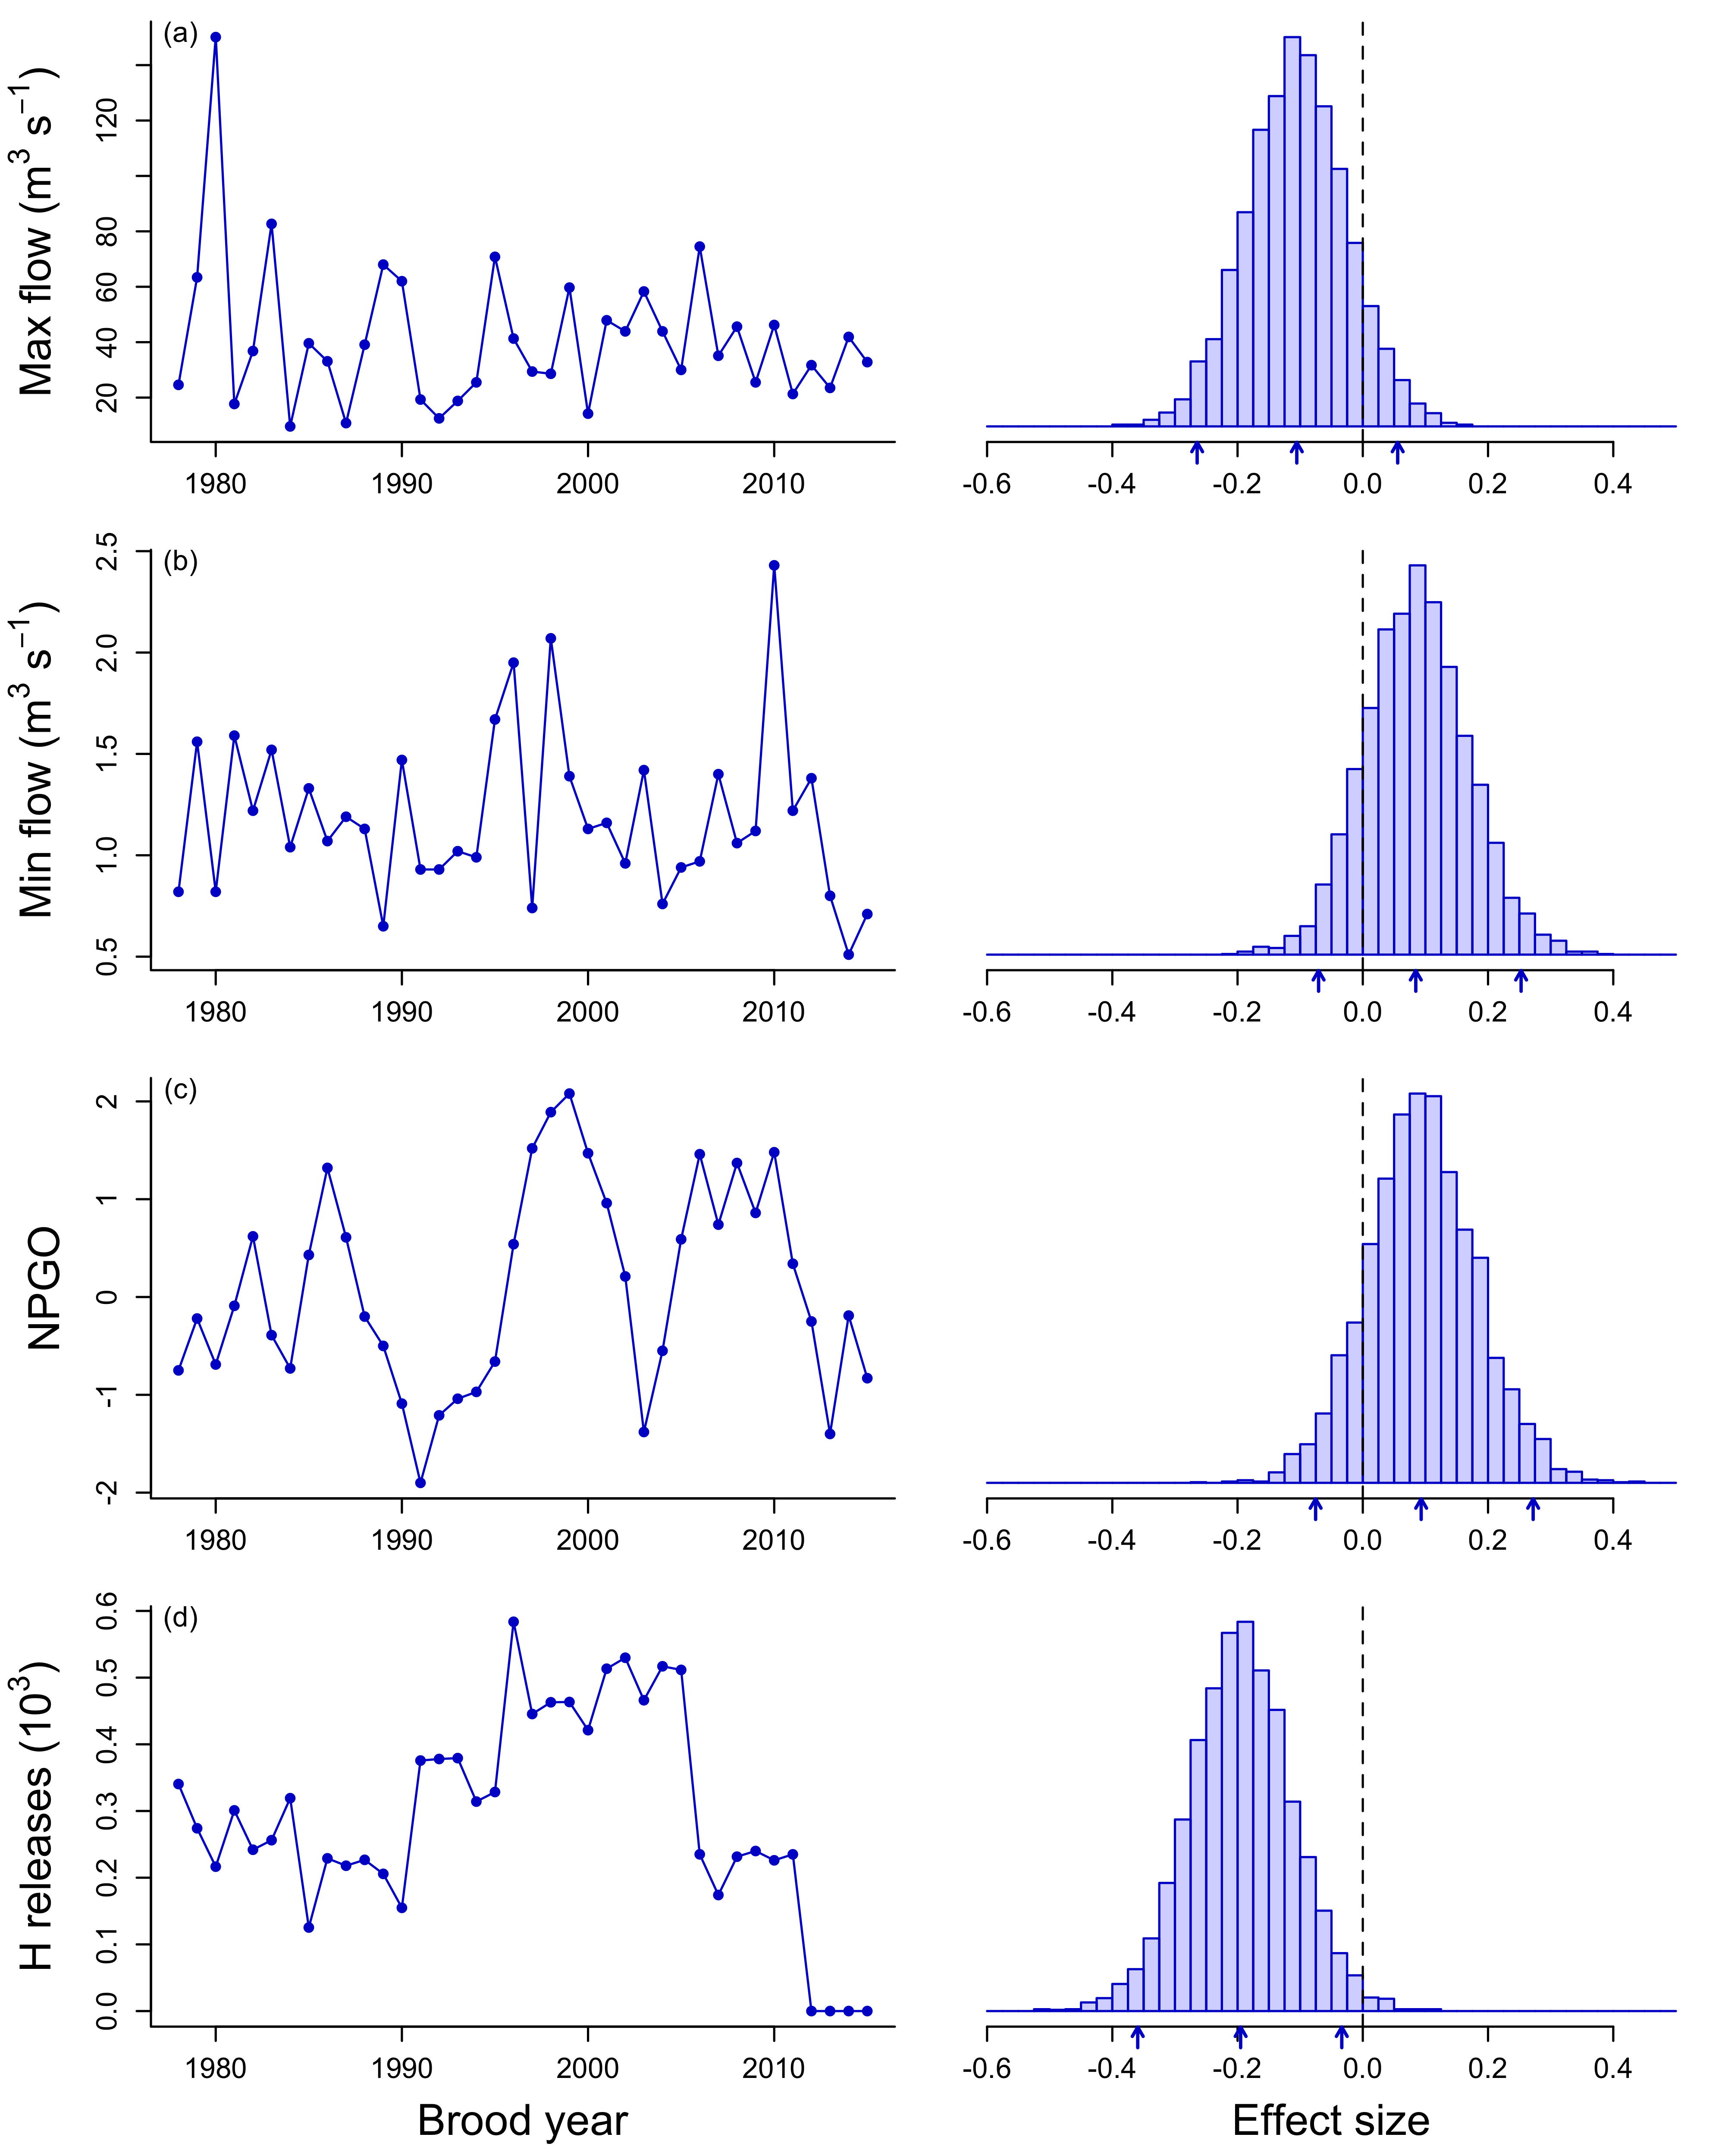 (a)
Max flow (m³ s⁻¹)
20 40 60 80 120
1980 1990 2000 2010
-0.6 -0.4 -0.2 0.0 0.2 0.4
(b)
Min flow (m³ s⁻¹)
0.5 1.0 1.5 2.0 2.5
1980 1990 2000 2010
-0.6 -0.4 -0.2 0.0 0.2 0.4
(c)
NPGO
-2 -1 0 1 2
1980 1990 2000 2010
-0.6 -0.4 -0.2 0.0 0.2 0.4
(d)
H releases (10³)
0.0 0.1 0.2 0.3 0.4 0.5 0.6
1980 1990 2000 2010
-0.6 -0.4 -0.2 0.0 0.2 0.4
Brood year
Effect size